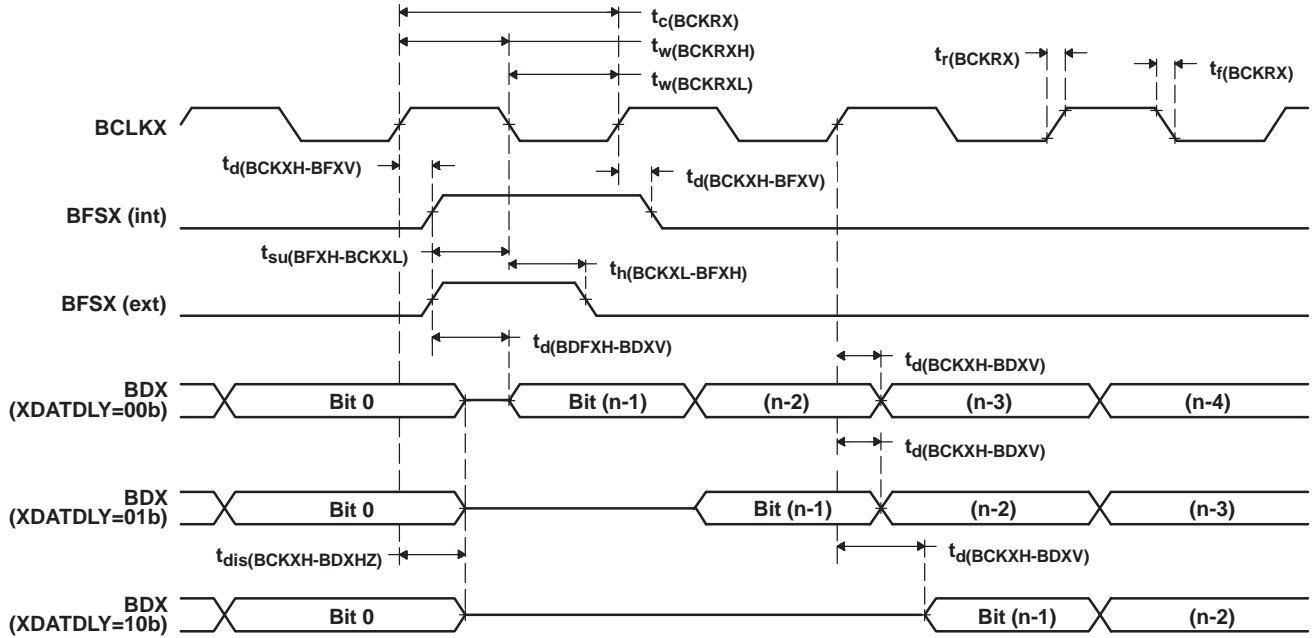 tc(BCKRX)
tw(BCKRXH)
tr(BCKRX)
tf(BCKRX)
tw(BCKRXL)
BCLKX
td(BCKXH-BFXV)
td(BCKXH-BFXV)
BFSX (int)
tsu(BFXH-BCKXL)
th(BCKXL-BFXH)
BFSX (ext)
td(BDFXH-BDXV)
td(BCKXH-BDXV)
BDX
(XDATDLY=00b)
Bit 0
Bit (n-1)
(n-2)
(n-3)
(n-4)
td(BCKXH-BDXV)
BDX
(XDATDLY=01b)
Bit 0
Bit (n-1)
(n-2)
(n-3)
tdis(BCKXH-BDXHZ)
td(BCKXH-BDXV)
BDX
(XDATDLY=10b)
Bit 0
Bit (n-1)
(n-2)